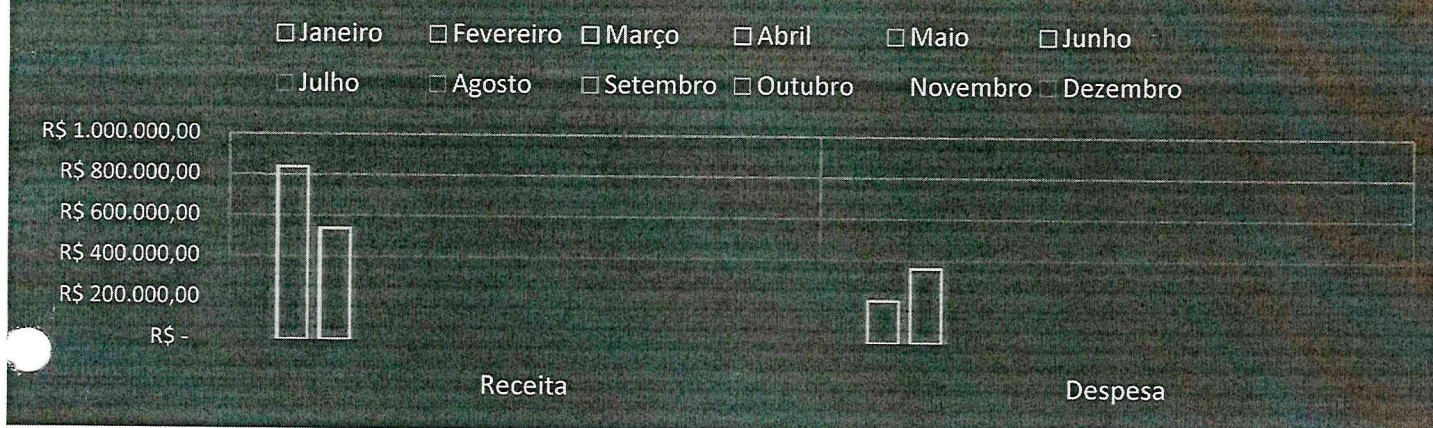 Janeiro Fevereiro Março Abril Maio Junho
Julho Agosto Setembro Outubro Novembro Dezembro
R$ 1.000.000,00
R$ 800.000,00
R$ 600.000,00
R$ 400.000,00
R$ 200.000,00
R$ -
Receita Despesa